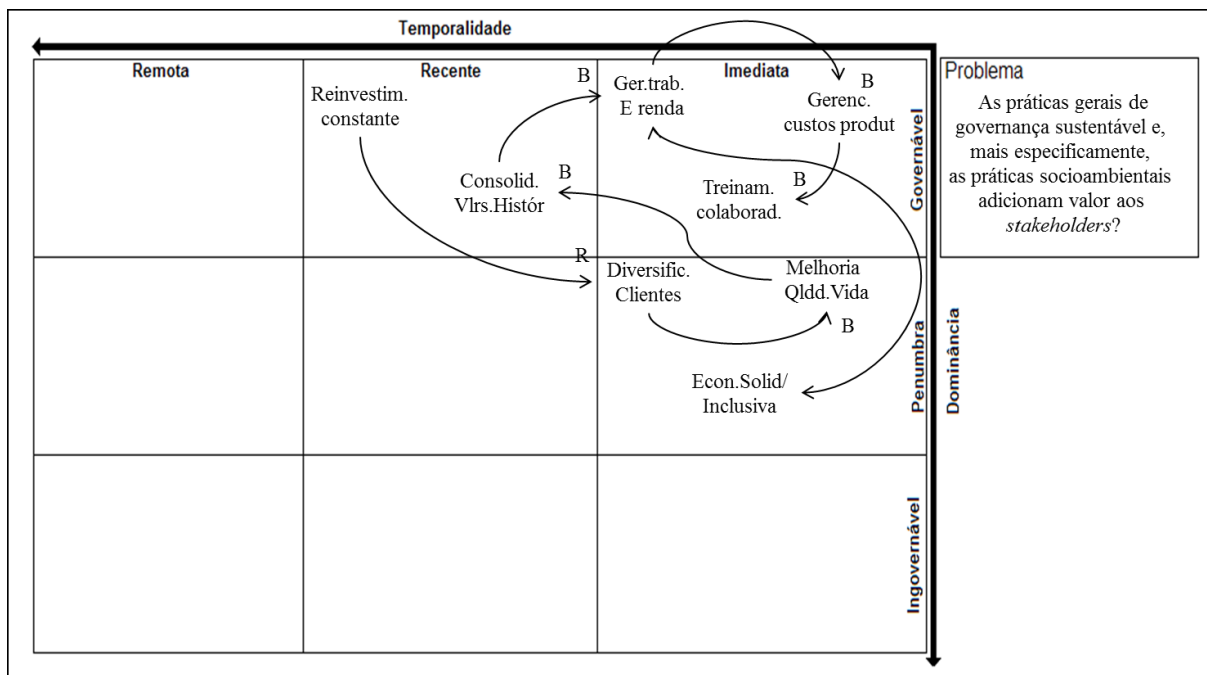 Temporalidade
Remota
Recente
Imediata
Problema
Reinvestim.
constante
B
Ger.trab.
E renda
B
Gerenc.
custos produt
Governável
As práticas gerais de
governança sustentável e,
mais especificamente,
as práticas socioambientais
adicionam valor aos
stakeholders?
Consolid.
Vlrs.Histór
B
Treinam.
colaborad.
B
R
Diversific.
Clientes
Melhoria
Qldd.Vida
B
Econ.Solid/
Inclusiva
Penumbra
Dominância
Ingovernável